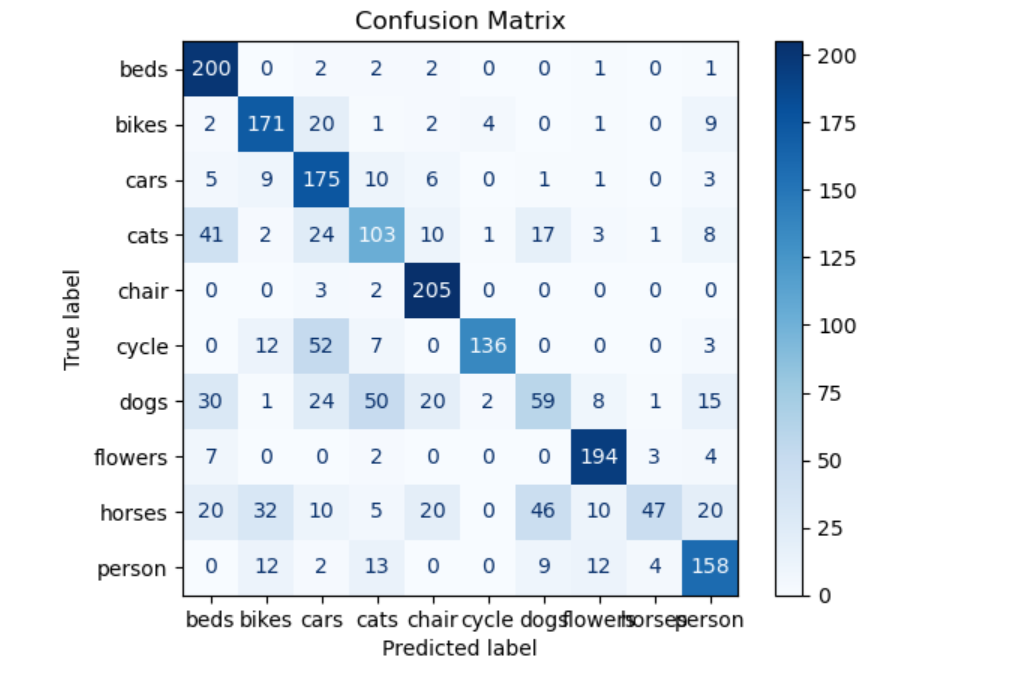 Confusion Matrix
beds 200 0 2 2 2 0 0 1 0 1
bikes 2 171 20 1 2 4 0 1 0 9
cars 5 9 175 10 6 0 1 1 0 3
cats 41 2 24 103 10 1 17 3 1 8
chair 0 0 3 2 205 0 0 0 0 0
cycle 0 12 52 7 0 136 0 0 0 3
dogs 30 1 24 50 20 2 59 8 1 15
flowers 7 0 0 2 0 0 0 194 3 4
horses 20 32 10 5 20 0 46 10 47 20
person 0 12 2 13 0 0 9 12 4 158
beds bikes cars cats chair cycle dogs flowers horses person
Predicted label
True label
200
175
150
125
100
75
50
25
0